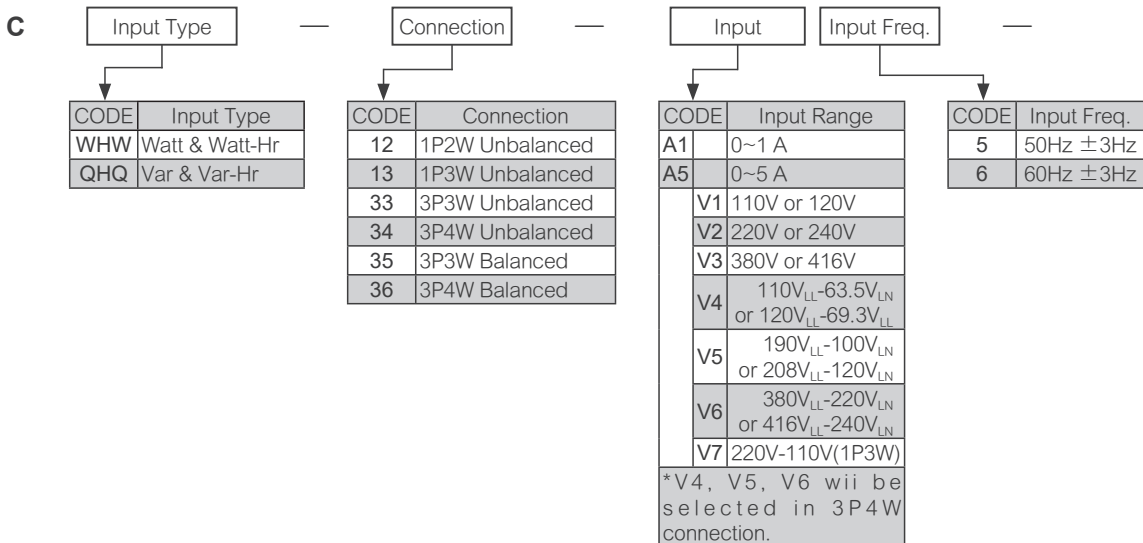 C Input Type — Connection — Input Input Freq. —
CODE Input Type
WHW Watt & Watt-Hr
QHQ Var & Var-Hr
CODE Connection
12 1P2W Unbalanced
13 1P3W Unbalanced
33 3P3W Unbalanced
34 3P4W Unbalanced
35 3P3W Balanced
36 3P4W Balanced
CODE Input Range
A1 0~1 A
A5 0~5 A
V1 110V or 120V
V2 220V or 240V
V3 380V or 416V
V4 110VLL-63.5VLN
or 120VLL-69.3VLL
V5 190VLL-100VLN
or 208VLL-120VLN
V6 380VLL-220VLN
or 416VLL-240VLN
V7 220V-110V(1P3W)
*V4, V5, V6 wii be
selected in 3P4W
connection.
CODE Input Freq.
5 50Hz ±3Hz
6 60Hz ±3Hz